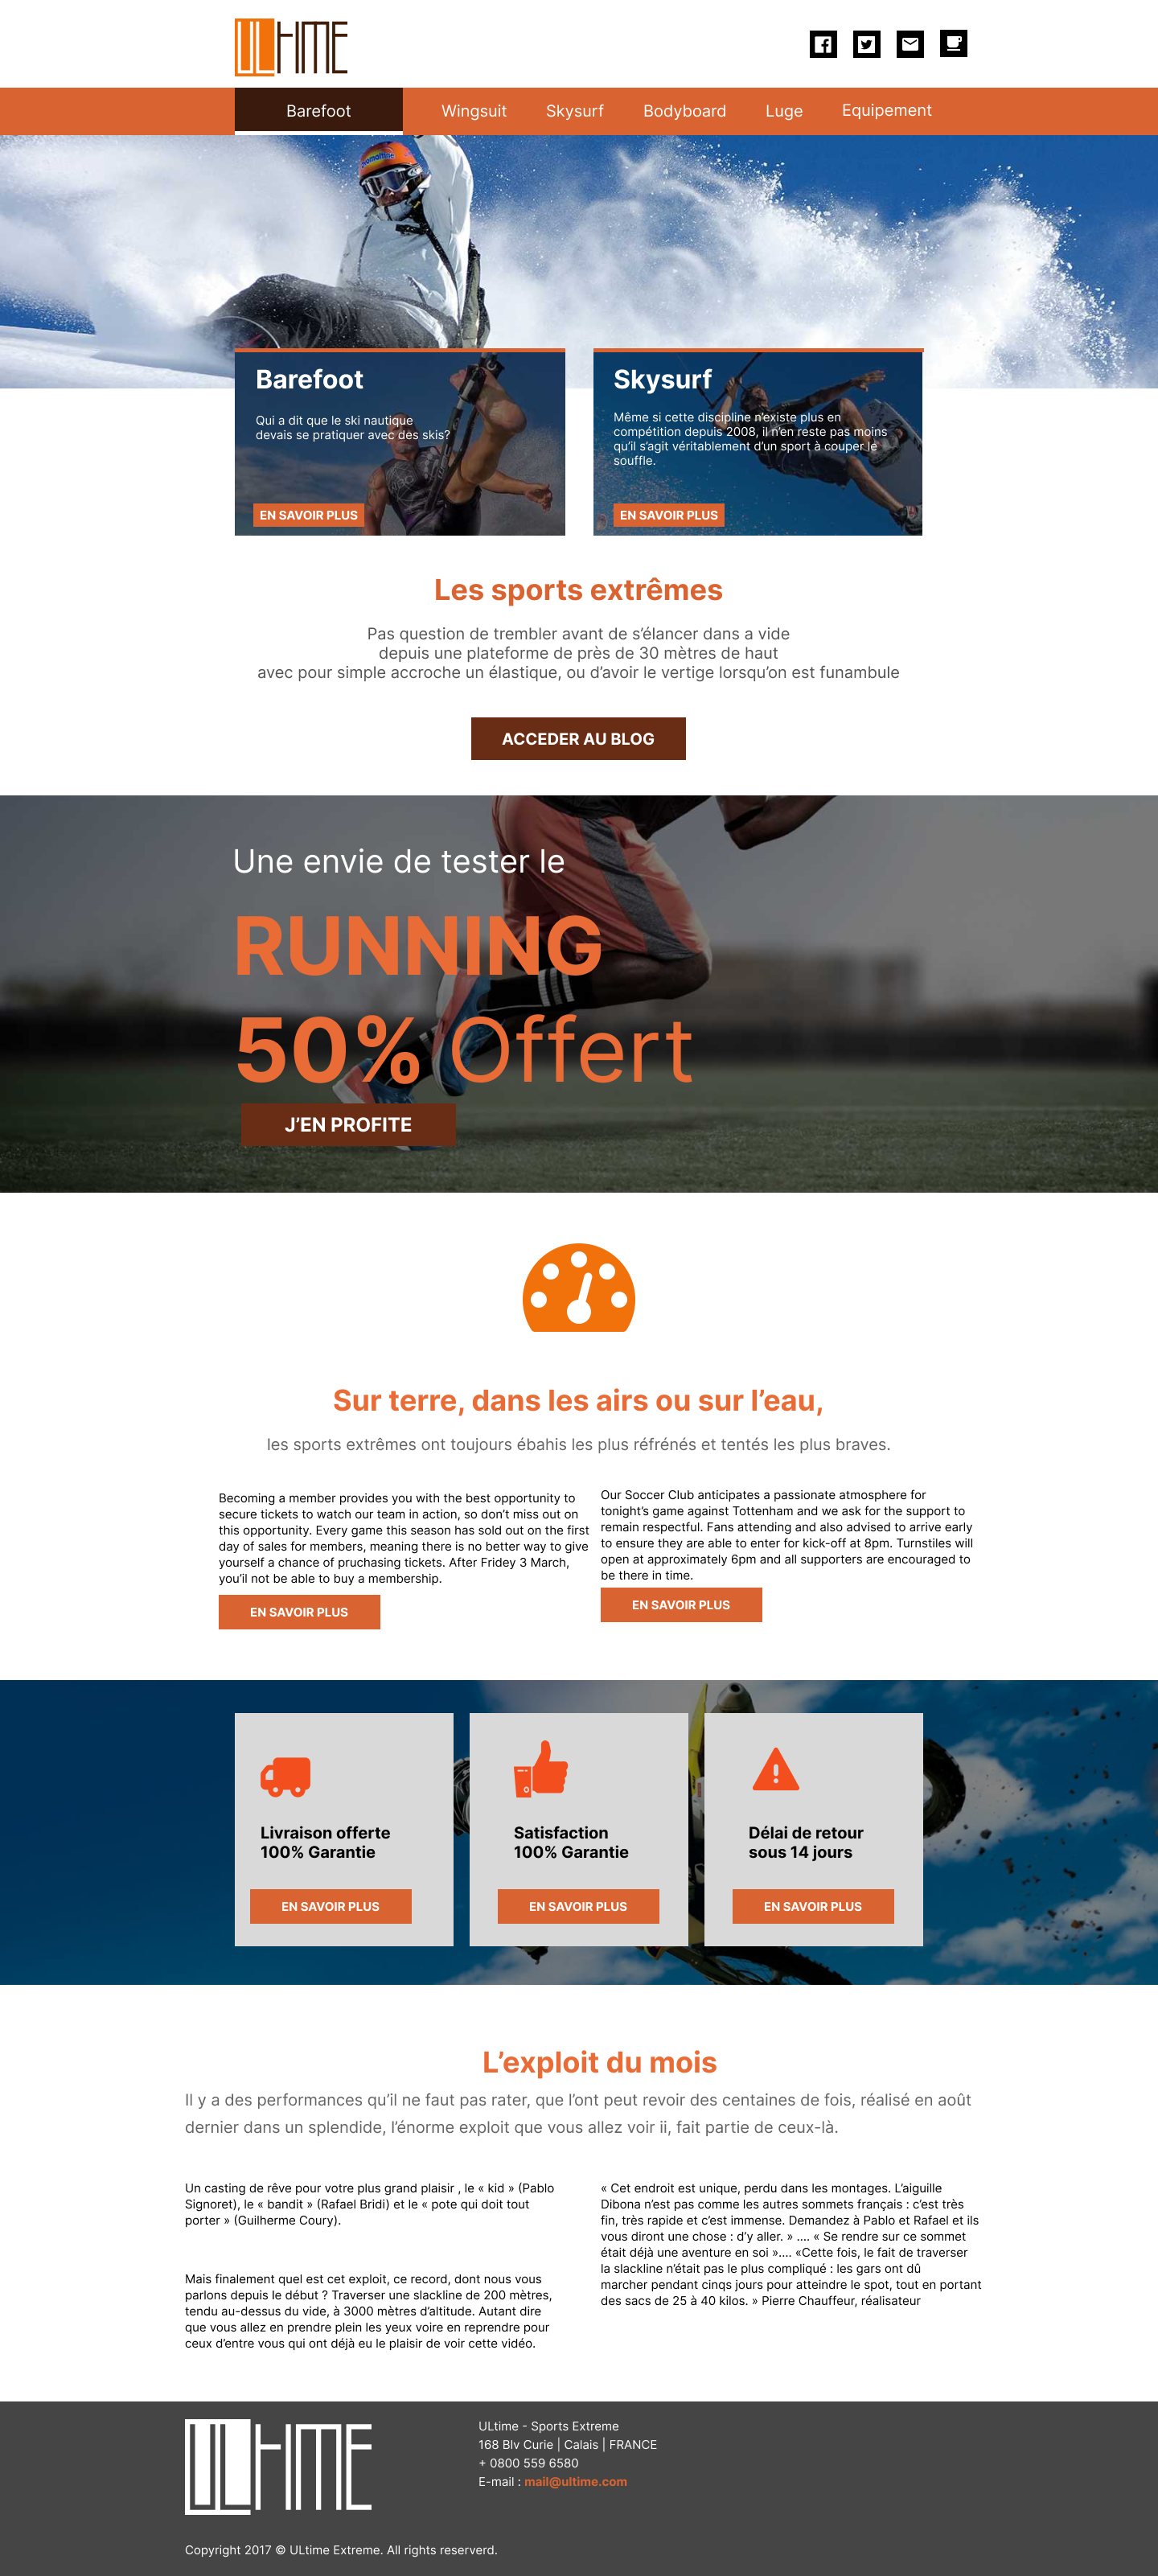 ULtime
Barefoot
Wingsuit
Skysurf
Bodyboard
Luge
Equipement
Barefoot
Qui a dit que le ski nautique
devais se pratiquer avec des skis?
EN SAVOIR PLUS
Skysurf
Même si cette discipline n’existe plus en
compétition depuis 2008, il n’en reste pas moins
qu’il s’agit véritablement d’un sport à couper le
souffle.
EN SAVOIR PLUS
Les sports extrêmes
Pas question de trembler avant de s’élancer dans a vide
depuis une plateforme de près de 30 mètres de haut
avec pour simple accroche un élastique, ou d’avoir le vertige lorsqu’on est funambule
ACCEDER AU BLOG
Une envie de tester le
RUNNING
50% Offert
J’EN PROFITE
Sur terre, dans les airs ou sur l’eau,
les sports extrêmes ont toujours ébahis les plus réfrénés et tentés les plus braves.
Becoming a member provides you with the best opportunity to
secure tickets to watch our team in action, so don’t miss out on
this opportunity. Every game this season has sold out on the first
day of sales for members, meaning there is no better way to give
yourself a chance of pruchasing tickets. After Fridey 3 March,
you’il not be able to buy a membership.
EN SAVOIR PLUS
Our Soccer Club anticipates a passionate atmosphere for
tonight’s game against Tottenham and we ask for the support to
remain respectful. Fans attending and also advised to arrive early
to ensure they are able to enter for kick-off at 8pm. Turnstiles will
open at approximately 6pm and all supporters are encouraged to
be there in time.
EN SAVOIR PLUS
Livraison offerte
100% Garantie
EN SAVOIR PLUS
Satisfaction
100% Garantie
EN SAVOIR PLUS
Délai de retour
sous 14 jours
EN SAVOIR PLUS
L’exploit du mois
Il y a des performances qu’il ne faut pas rater, que l’ont peut revoir des centaines de fois, réalisé en août
dernier dans un splendide, l’énorme exploit que vous allez voir ii, fait partie de ceux-là.
Un casting de rêve pour votre plus grand plaisir , le « kid » (Pablo
Signoret), le « bandit » (Rafael Bridi) et le « pote qui doit tout
porter » (Guilherme Coury).
Mais finalement quel est cet exploit, ce record, dont nous vous
parlons depuis le début ? Traverser une slackline de 200 mètres,
tendu au-dessus du vide, à 3000 mètres d’altitude. Autant dire
que vous allez en prendre plein les yeux voire en reprendre pour
ceux d’entre vous qui ont déjà eu le plaisir de voir cette vidéo.
« Cet endroit est unique, perdu dans les montages. L’aiguille
Dibona n’est pas comme les autres sommets français : c’est très
fin, très rapide et c’est immense. Demandez à Pablo et Rafael et ils
vous diront une chose : d’y aller. » .... « Se rendre sur ce sommet
était déjà une aventure en soi ».... «Cette fois, le fait de traverser
la slackline n’était pas le plus compliqué : les gars ont dû
marcher pendant cinqs jours pour atteindre le spot, tout en portant
des sacs de 25 à 40 kilos. » Pierre Chauffeur, réalisateur
ULtime
ULtime - Sports Extreme
168 Blv Curie | Calais | FRANCE
+ 0800 559 6580
E-mail : mail@ultime.com
Copyright 2017 © ULtime Extreme. All rights reserverd.